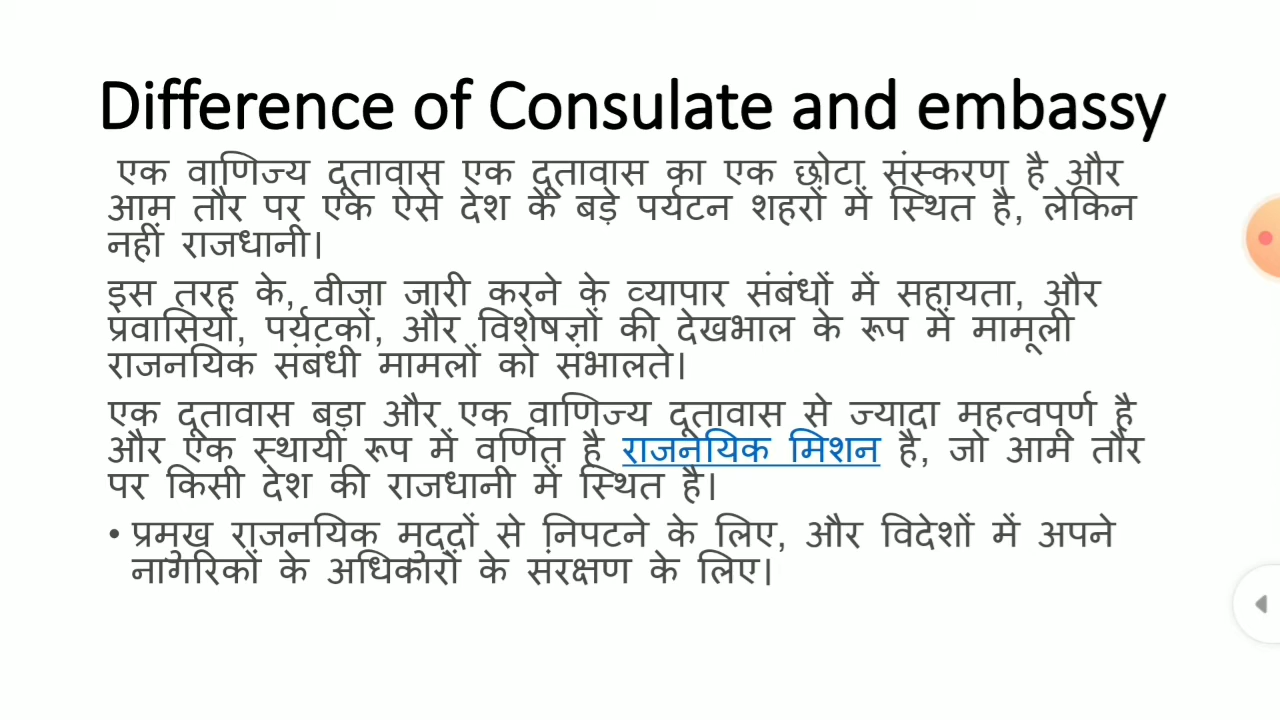 Difference of Consulate and embassy
एक वाणिज्य दूतावास एक दूतावास का एक छोटा संस्करण है और
आम तौर पर एक ऐसे देश के बड़े पर्यटन शहरों में स्थित है, लेकिन
नहीं राजधानी।
इस तरह के, वीजा जारी करने के व्यापार संबंधों में सहायता, और
प्रवासियों, पर्यटकों, और विशेषज्ञों की देखभाल के रूप में मामूली
राजनयिक संबंधी मामलों को संभालते।
एक दूतावास बड़ा और एक वाणिज्य दूतावास से ज्यादा महत्वपूर्ण है
और एक स्थायी रूप में वर्णित है राजनयिक मिशन है, जो आम तौर
पर किसी देश की राजधानी में स्थित है।
• प्रमुख राजनयिक मुद्दों से निपटने के लिए, और विदेशों में अपने
नागरिकों के अधिकारों के संरक्षण के लिए।